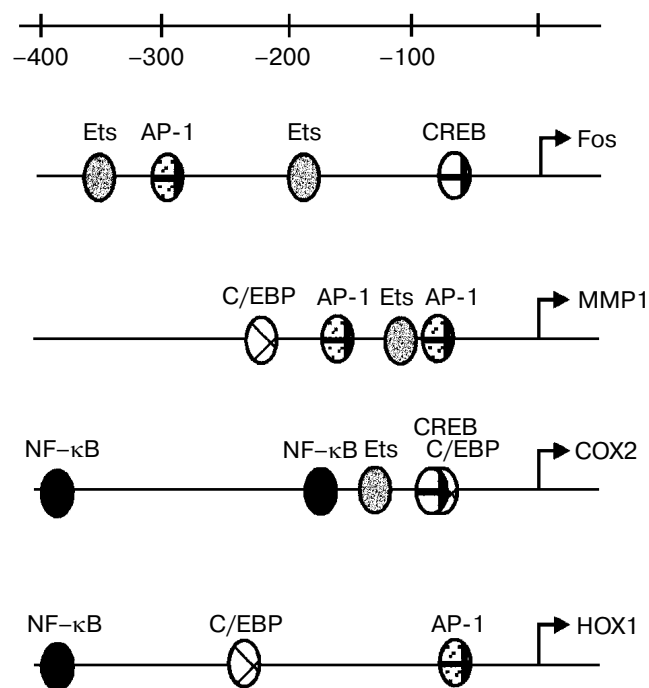 −400 −300 −200 −100
Ets AP-1 Ets CREB
Fos
C/EBP AP-1 Ets AP-1
MMP1
CREB
NF−κB NF−κB Ets C/EBP
COX2
NF−κB C/EBP AP-1
HOX1